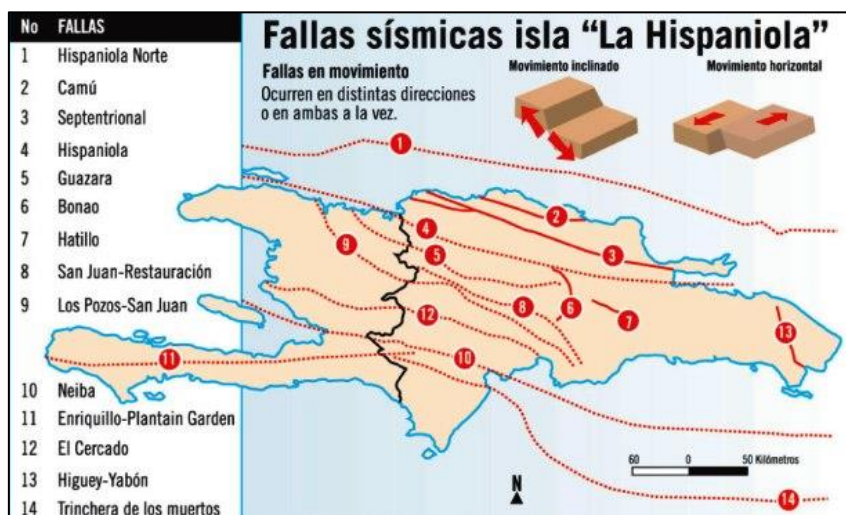 No FALLAS
1 Hispaniola Norte
2 Camú
3 Septentrional
4 Hispaniola
5 Guazara
6 Bonao
7 Hatillo
8 San Juan-Restauración
9 Los Pozos-San Juan
10 Neiba
11 Enriquillo-Plantain Garden
12 El Cercado
13 Higuey-Yabón
14 Trinchera de los muertos
Fallas sísmicas isla “La Hispaniola”
Fallas en movimiento
Ocurren en distintas direcciones
o en ambas a la vez.
Movimiento inclinado
Movimiento horizontal
1
2
4
3
9
5
6
8
12
7
13
10
11
60 0 50 Kilómetros
N
14